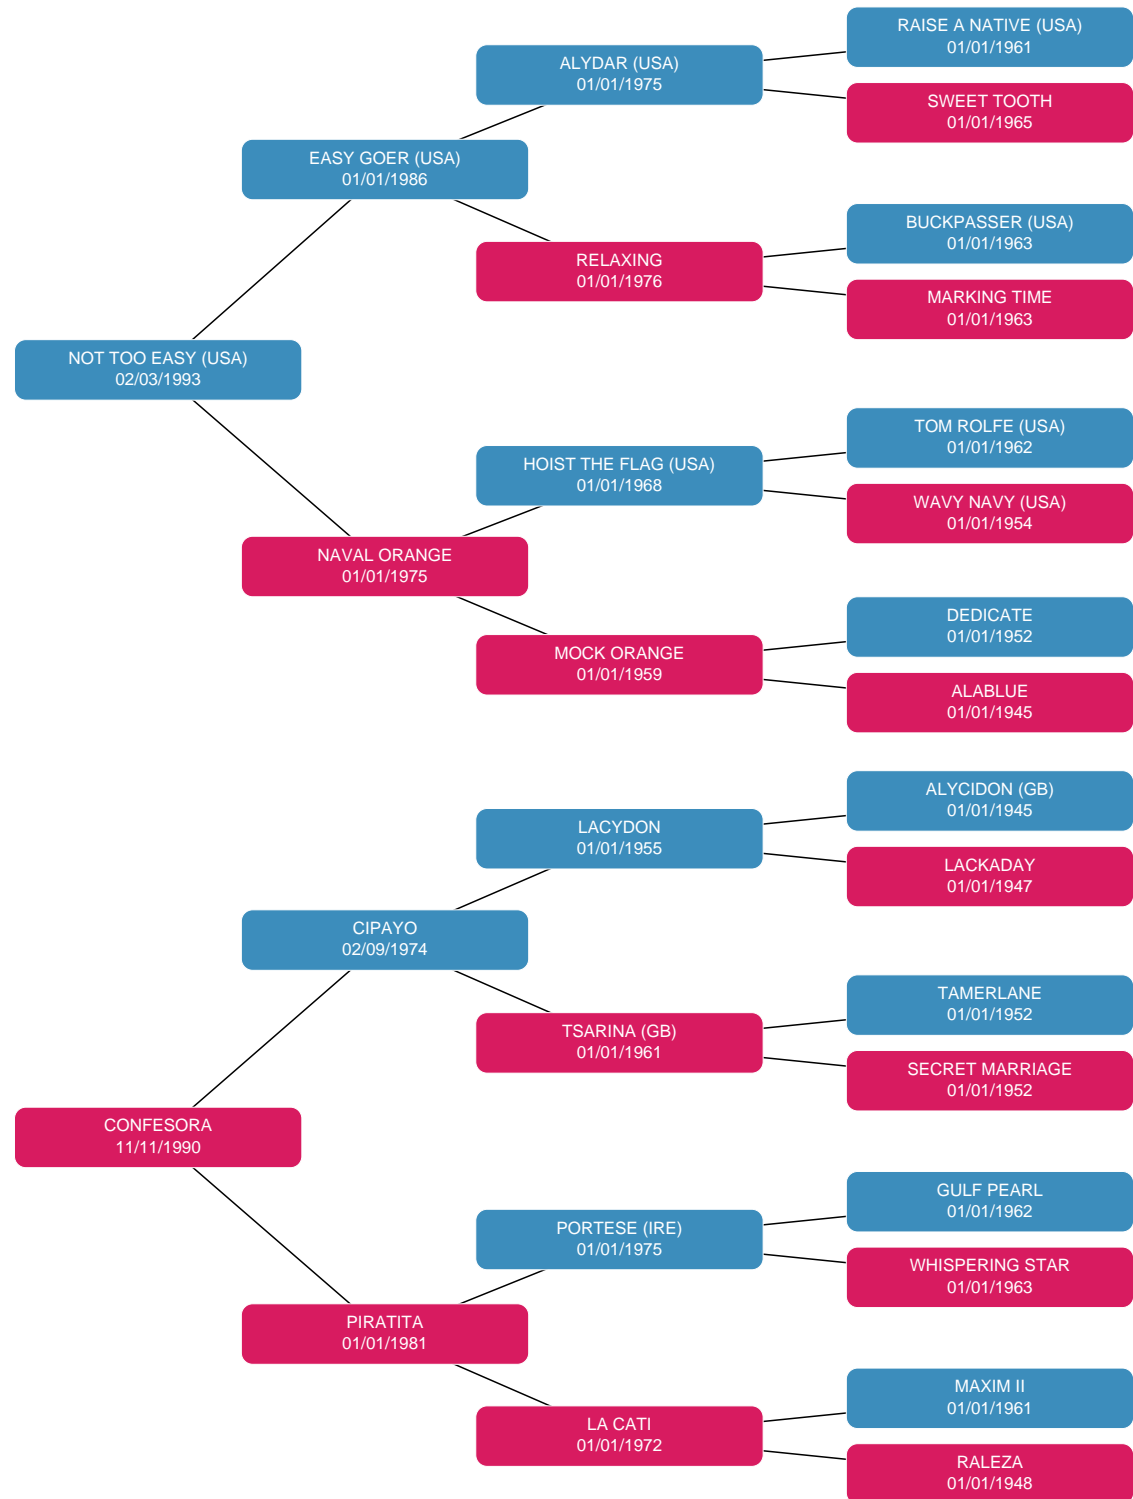 RAISE A NATIVE (USA)
01/01/1961
ALYDAR (USA)
01/01/1975
SWEET TOOTH
01/01/1965
EASY GOER (USA)
01/01/1986
BUCKPASSER (USA)
01/01/1963
RELAXING
01/01/1976
MARKING TIME
01/01/1963
NOT TOO EASY (USA)
02/03/1993
TOM ROLFE (USA)
01/01/1962
HOIST THE FLAG (USA)
01/01/1968
WAVY NAVY (USA)
01/01/1954
NAVAL ORANGE
01/01/1975
DEDICATE
01/01/1952
MOCK ORANGE
01/01/1959
ALABLUE
01/01/1945
ALYCIDON (GB)
01/01/1945
LACYDON
01/01/1955
LACKADAY
01/01/1947
CIPAYO
02/09/1974
TAMERLANE
01/01/1952
TSARINA (GB)
01/01/1961
SECRET MARRIAGE
01/01/1952
CONFESORA
11/11/1990
GULF PEARL
01/01/1962
PORTESE (IRE)
01/01/1975
WHISPERING STAR
01/01/1963
PIRATITA
01/01/1981
MAXIM II
01/01/1961
LA CATI
01/01/1972
RALEZA
01/01/1948